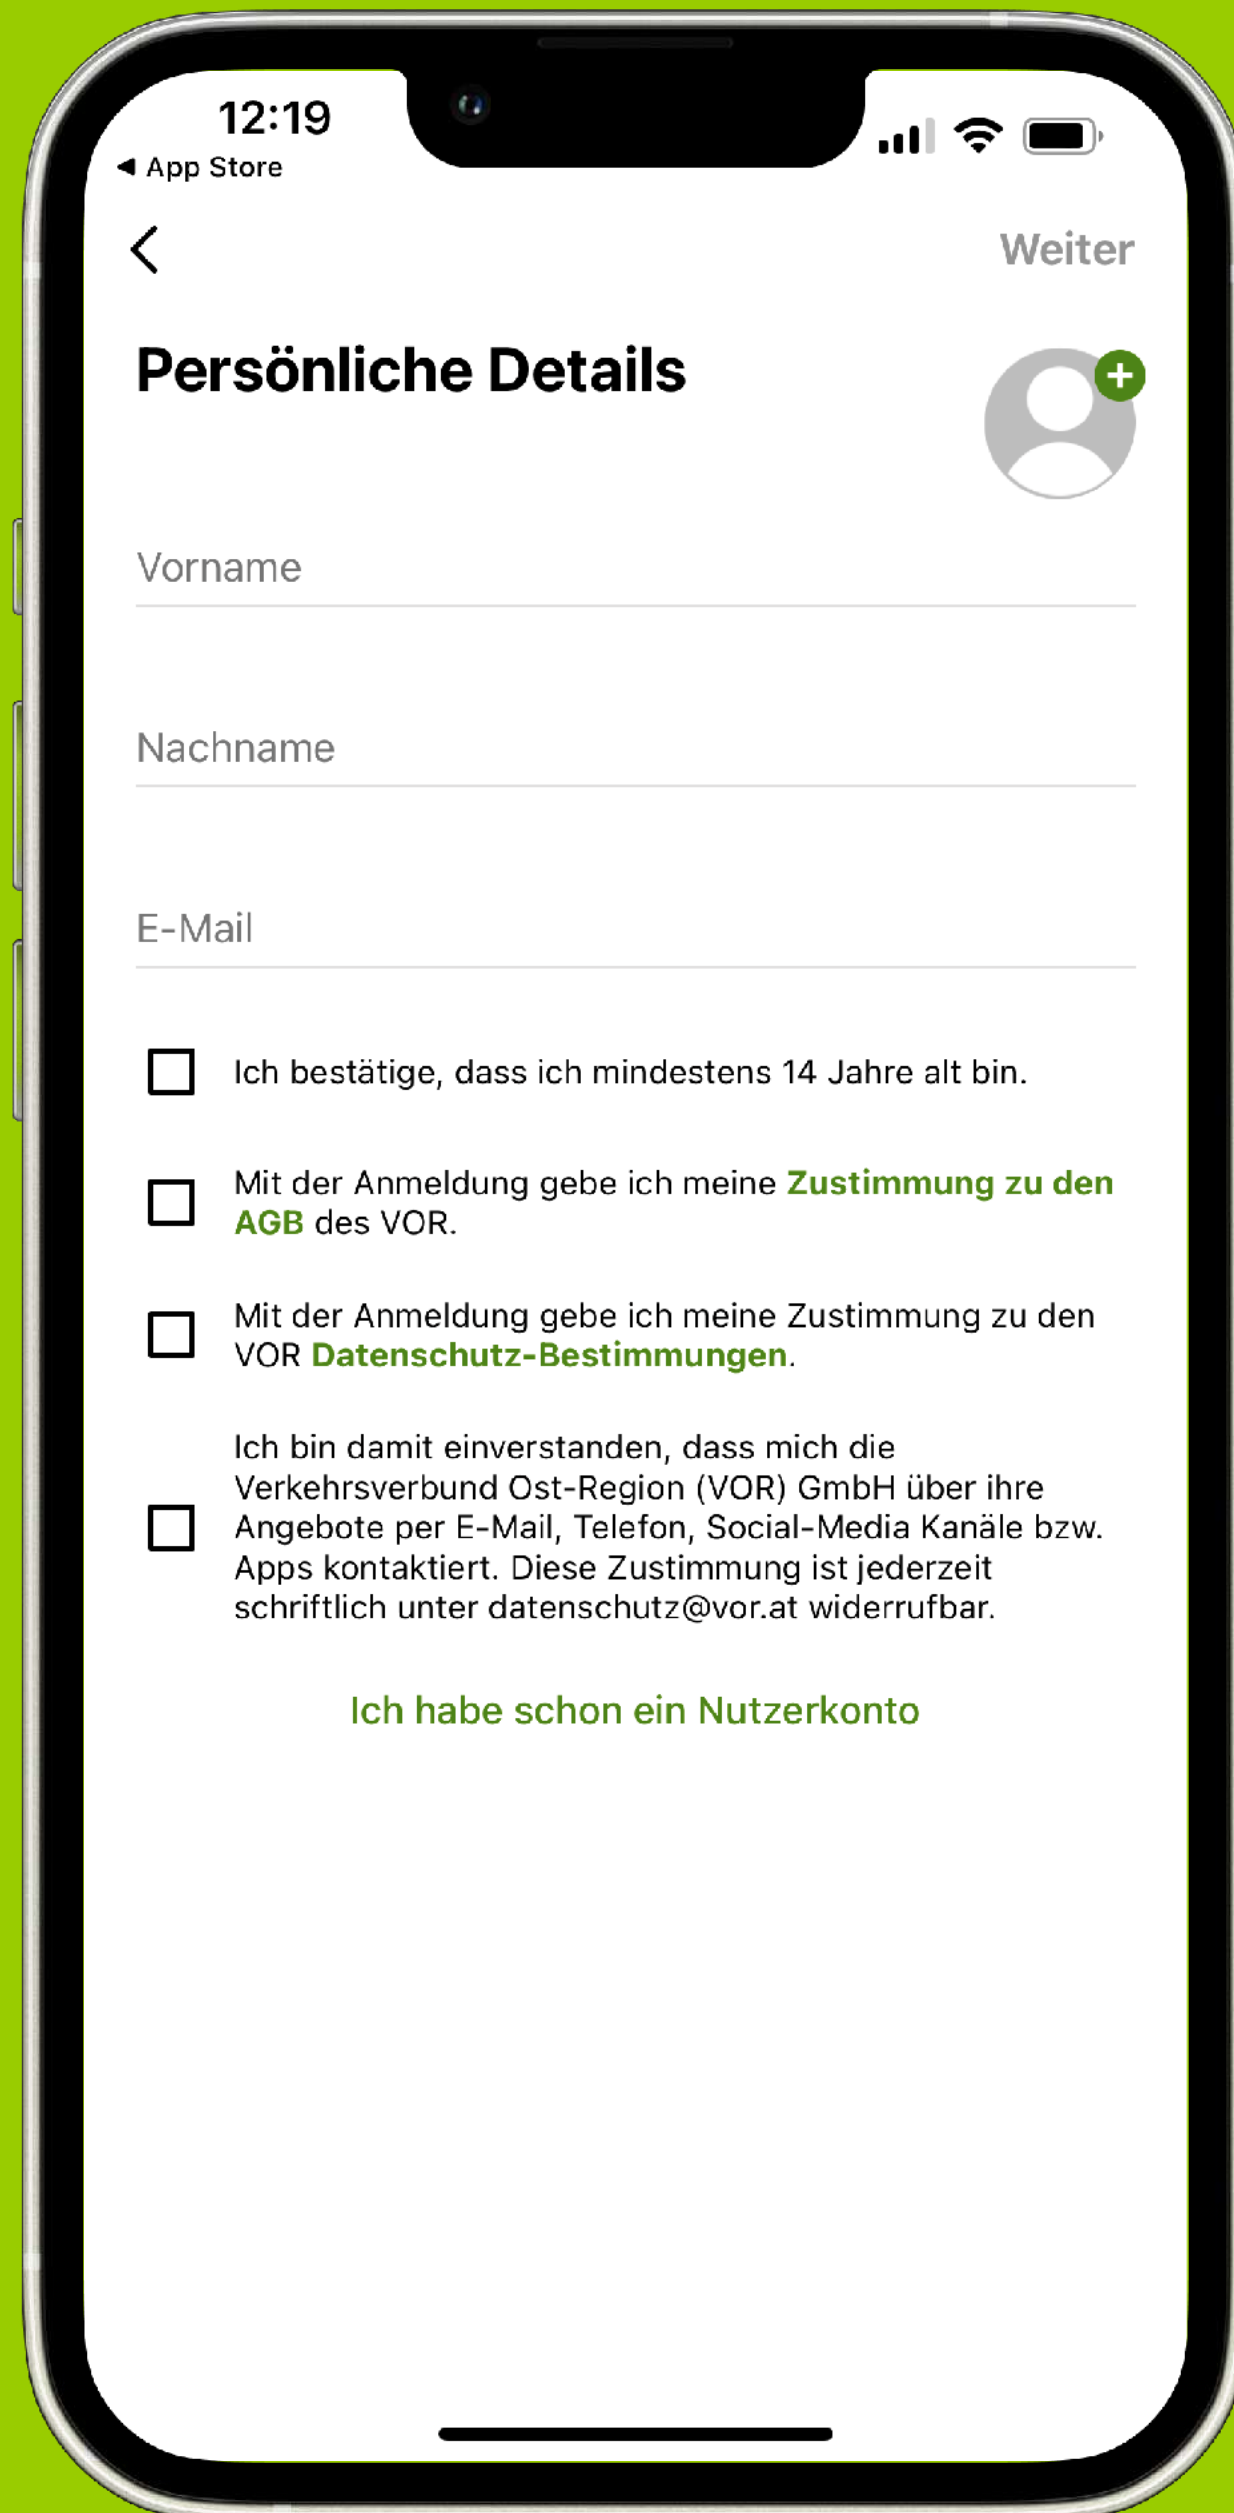 12:19
◀ App Store
Weiter
Persönliche Details
Vorname
Nachname
E-Mail
Ich bestätige, dass ich mindestens 14 Jahre alt bin.
Mit der Anmeldung gebe ich meine Zustimmung zu den
AGB des VOR.
Mit der Anmeldung gebe ich meine Zustimmung zu den
VOR Datenschutz-Bestimmungen.
Ich bin damit einverstanden, dass mich die
Verkehrsverbund Ost-Region (VOR) GmbH über ihre
Angebote per E-Mail, Telefon, Social-Media Kanäle bzw.
Apps kontaktiert. Diese Zustimmung ist jederzeit
schriftlich unter datenschutz@vor.at widerrufbar.
Ich habe schon ein Nutzerkonto